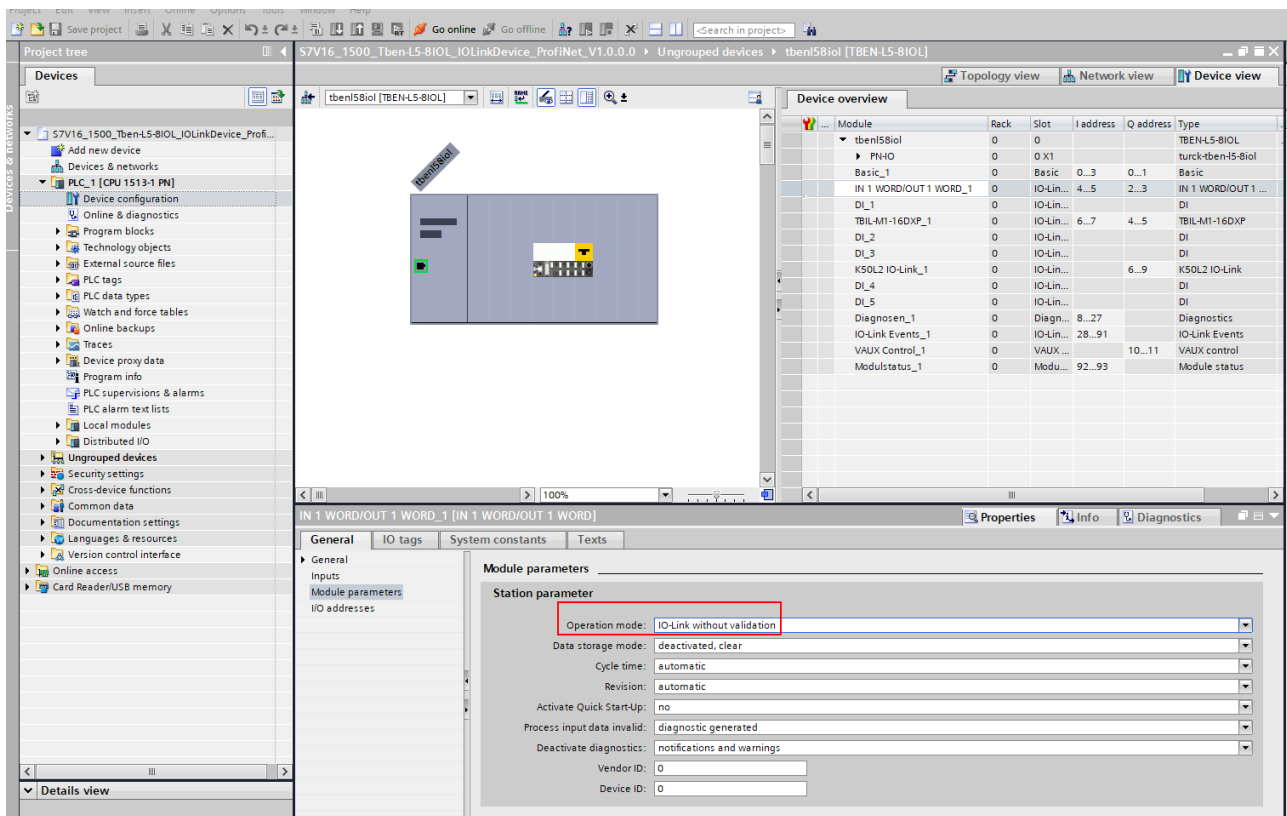 Project Edit View Insert Online Options Tools Window Help
Save project Go online Go offline <Search in project>
Project tree
S7V16_1500_Tben-L5-8IOL_IOLinkDevice_ProfiNet_V1.0.0.0 Ungrouped devices tbenl58iol [TBEN-L5-8IOL]
Devices
Topology view Network view Device view
tbenl58iol [TBEN-L5-8IOL]
Device overview
Devices & networks
S7V16_1500_Tben-L5-8IOL_IOLinkDevice_Profi...
Add new device
Devices & networks
PLC_1 [CPU 1513-1 PN]
Device configuration
Online & diagnostics
Program blocks
Technology objects
External source files
PLC tags
PLC data types
Watch and force tables
Online backups
Traces
Device proxy data
Program info
PLC supervisions & alarms
PLC alarm text lists
Local modules
Distributed I/O
Ungrouped devices
Security settings
Cross-device functions
Common data
Documentation settings
Languages & resources
Version control interface
Online access
Card Reader/USB memory
Details view
tbenl58iol
100%
... Module Rack Slot I address Q address Type
tbenl58iol 0 0 TBEN-L5-8IOL
PN-IO 0 0 X1 turck-tben-l5-8iol
Basic_1 0 Basic 0...3 0...1 Basic
IN 1 WORD/OUT 1 WORD_1 0 IO-Lin... 4...5 2...3 IN 1 WORD/OUT 1 ...
DI_1 0 IO-Lin... DI
TBIL-M1-16DXP_1 0 IO-Lin... 6...7 4...5 TBIL-M1-16DXP
DI_2 0 IO-Lin... DI
DI_3 0 IO-Lin... DI
K50L2 IO-Link_1 0 IO-Lin... 6...9 K50L2 IO-Link
DI_4 0 IO-Lin... DI
DI_5 0 IO-Lin... DI
Diagnosen_1 0 Diagn... 8...27 Diagnostics
IO-Link Events_1 0 IO-Lin... 28...91 IO-Link Events
VAUX Control_1 0 VAUX ... 10...11 VAUX control
Modulstatus_1 0 Modu... 92...93 Module status
IN 1 WORD/OUT 1 WORD_1 [IN 1 WORD/OUT 1 WORD]
Properties Info Diagnostics
General IO tags System constants Texts
General
Inputs
Module parameters
I/O addresses
Module parameters
Station parameter
Operation mode: IO-Link without validation
Data storage mode: deactivated, clear
Cycle time: automatic
Revision: automatic
Activate Quick Start-Up: no
Process input data invalid: diagnostic generated
Deactivate diagnostics: notifications and warnings
Vendor ID: 0
Device ID: 0